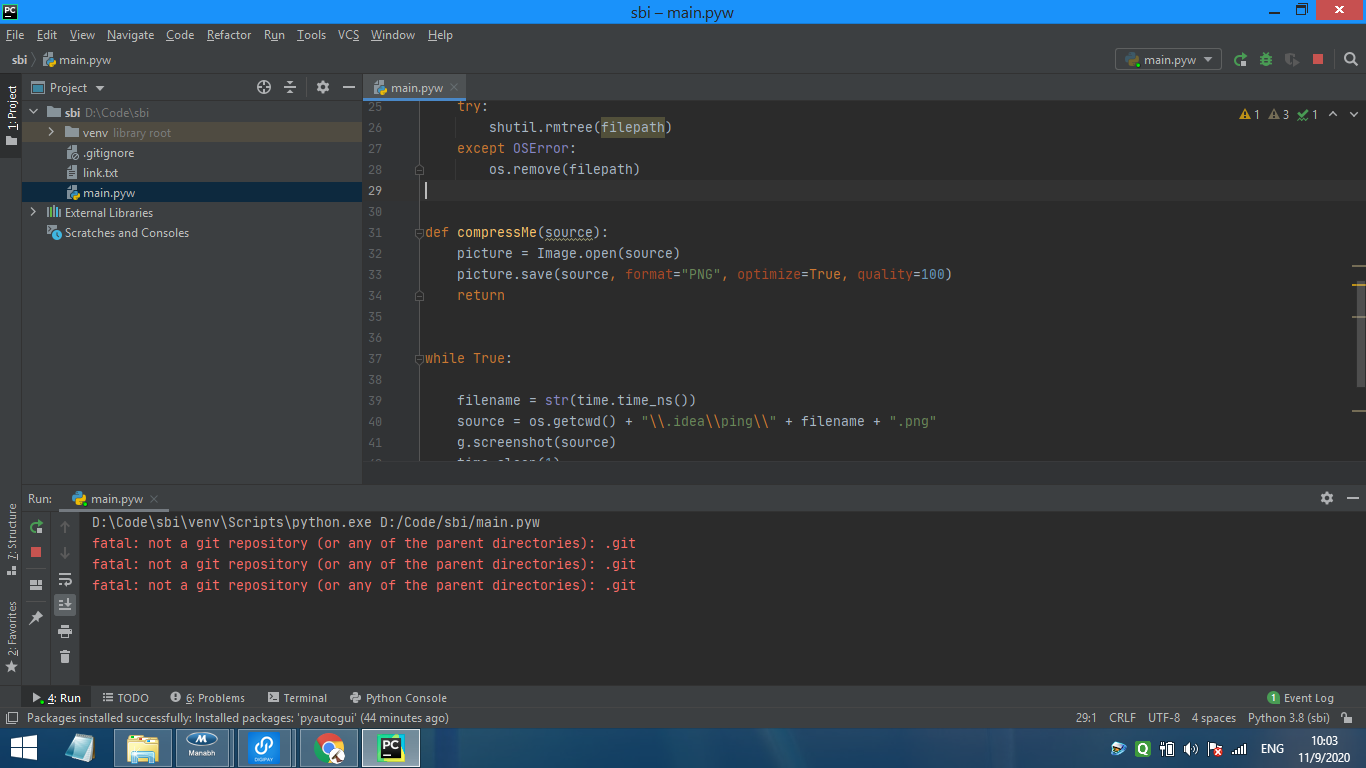 sbi – main.pyw
File Edit View Navigate Code Refactor Run Tools VCS Window Help
sbi main.pyw
main.pyw
1: Project
Project
sbi D:\Code\sbi
venv library root
.gitignore
link.txt
main.pyw
External Libraries
Scratches and Consoles
main.pyw
1 3 1
25 try:
26 shutil.rmtree(filepath)
27 except OSError:
28 os.remove(filepath)
29
30
31 def compressMe(source):
32 picture = Image.open(source)
33 picture.save(source, format="PNG", optimize=True, quality=100)
34 return
35
36
37 while True:
38
39 filename = str(time.time_ns())
40 source = os.getcwd() + "\\.idea\\ping\\" + filename + ".png"
41 g.screenshot(source)
42 time.sleep(1)
Run: main.pyw
D:\Code\sbi\venv\Scripts\python.exe D:/Code/sbi/main.pyw
fatal: not a git repository (or any of the parent directories): .git
fatal: not a git repository (or any of the parent directories): .git
fatal: not a git repository (or any of the parent directories): .git
7: Structure
2: Favorites
4: Run TODO 6: Problems Terminal Python Console
1 Event Log
Packages installed successfully: Installed packages: 'pyautogui' (44 minutes ago)
29:1 CRLF UTF-8 4 spaces Python 3.8 (sbi)
Manabh
DIGIPAY
PC
ENG
10:03
11/9/2020